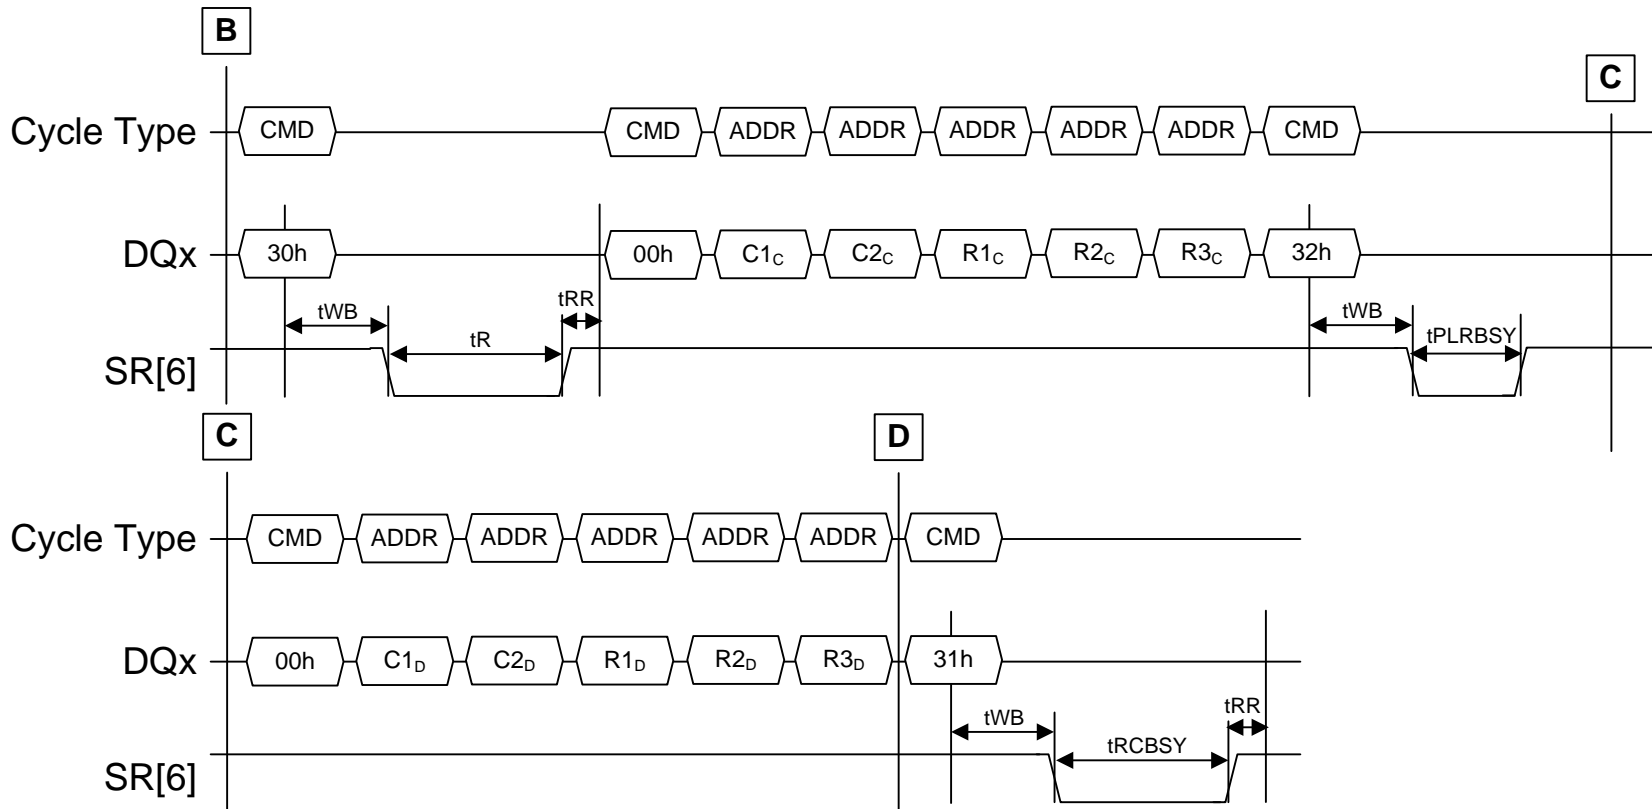 B
C
Cycle Type CMD CMD ADDR ADDR ADDR ADDR ADDR CMD
DQx 30h 00h C1C C2C R1C R2C R3C 32h
tWB tR tRR tWB tPLRBSY
SR[6]
C D
Cycle Type CMD ADDR ADDR ADDR ADDR ADDR CMD
DQx 00h C1D C2D R1D R2D R3D 31h
tWB tRCBSY tRR
SR[6]